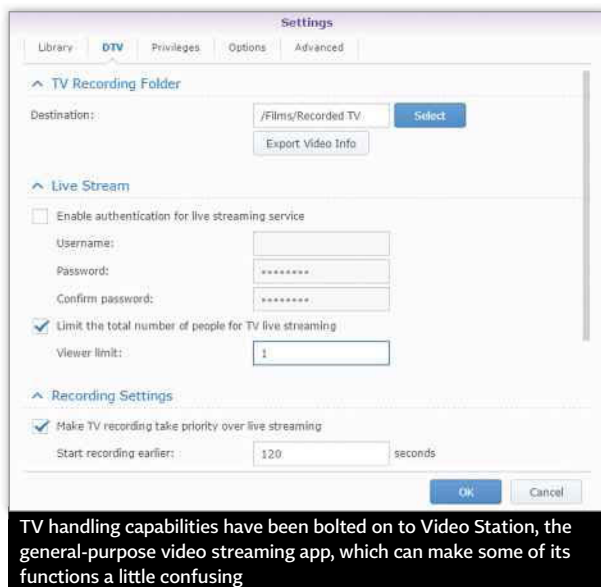 Settings
Library DTV Privileges Options Advanced
TV Recording Folder
Destination: /Films/Recorded TV Select
Export Video Info
Live Stream
Enable authentication for live streaming service
Username:
Password: ••••••••
Confirm password: ••••••••
Limit the total number of people for TV live streaming
Viewer limit: 1
Recording Settings
Make TV recording take priority over live streaming
Start recording earlier: 120 seconds
OK Cancel
TV handling capabilities have been bolted on to Video Station, the
general-purpose video streaming app, which can make some of its
functions a little confusing